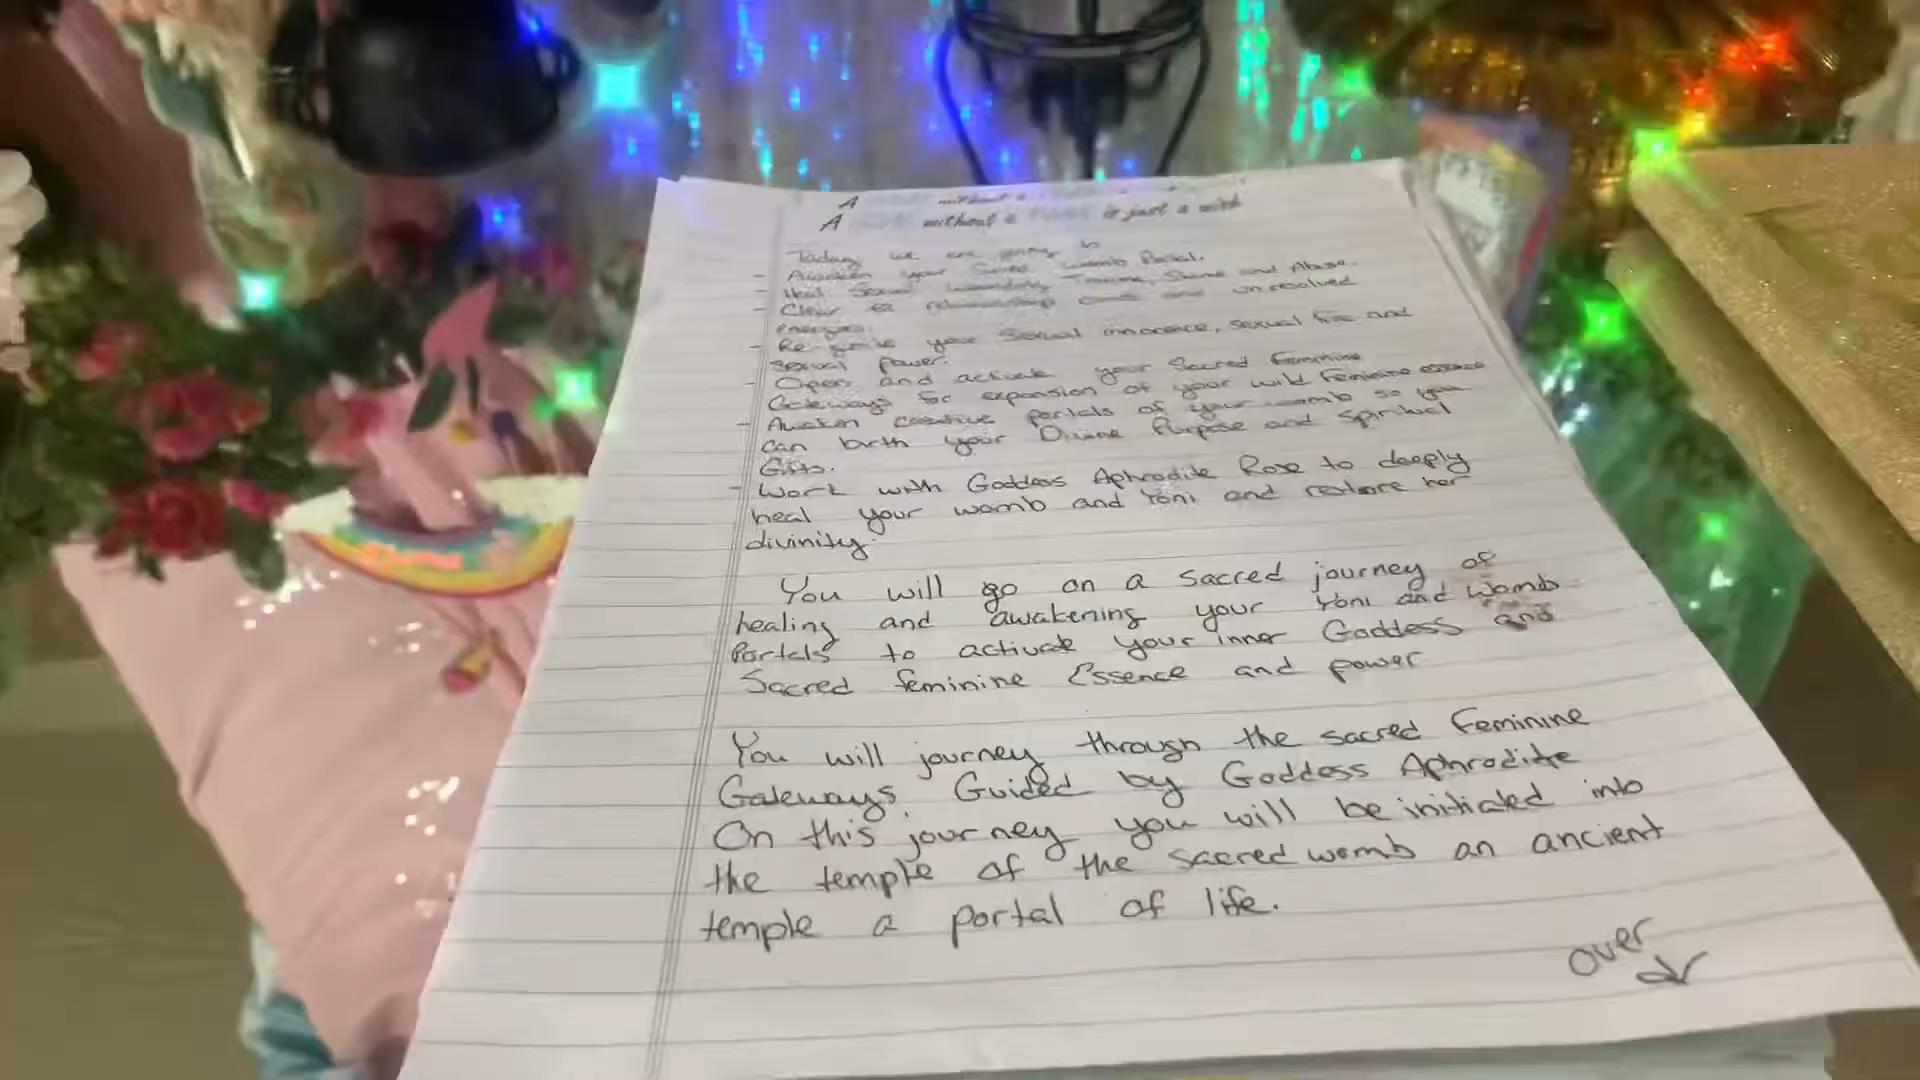 A without a
A without a is just a wish
Today we are going to
- Awaken your Womb Portal.
- Heal Sexual Trauma, Shame and Abuse.
- Clear relationship and unresolved
energies.
- Re- your Sexual innocence, sexual fire and
sexual power.
- Open and activate your Sacred Feminine
Gateways for expansion of your wild feminine essence
- Awaken creative portals of your womb so you
can birth your Divine Purpose and Spiritual
Gifts.
- Work with Goddess Aphrodite Rose to deeply
heal your womb and Yoni and restore her
divinity.
You will go on a sacred journey of
healing and awakening your Yoni and Womb
Portals to activate your inner Goddess and
Sacred feminine Essence and power
You will journey through the sacred Feminine
Gateways. Guided by Goddess Aphrodite
On this journey you will be initiated into
the temple of the sacred womb an ancient
temple a portal of life.
over